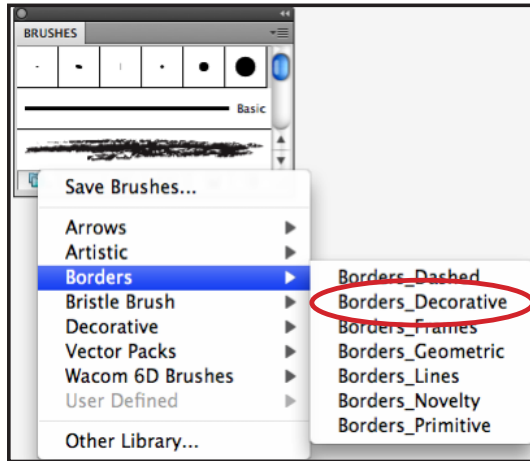 BRUSHES
Basic
Save Brushes...
Arrows
Artistic
Borders
Bristle Brush
Decorative
Vector Packs
Wacom 6D Brushes
User Defined
Other Library...
Borders_Dashed
Borders_Decorative
Borders_Frames
Borders_Geometric
Borders_Lines
Borders_Novelty
Borders_Primitive